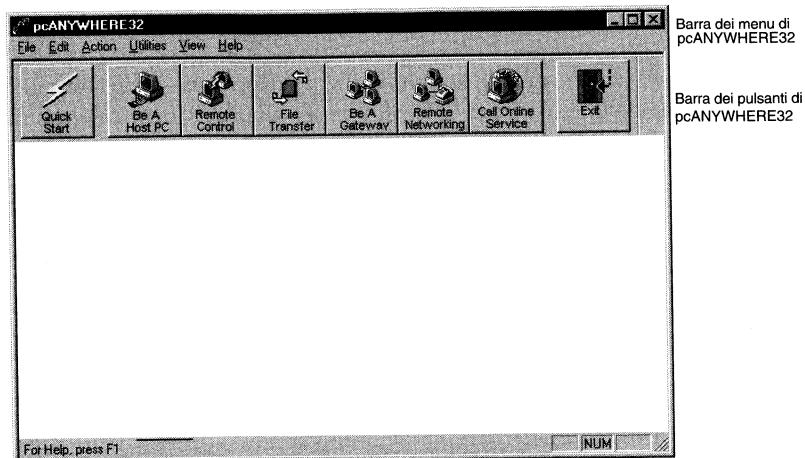 pcANYWHERE32
File Edit Action Utilities View Help
Quick
Start
Be A
Host PC
Remote
Control
File
Transfer
Be A
Gateway
Remote
Networking
Call Online
Service
Exit
For Help, press F1
NUM
Barra dei menu di
pcANYWHERE32
Barra dei pulsanti di
pcANYWHERE32